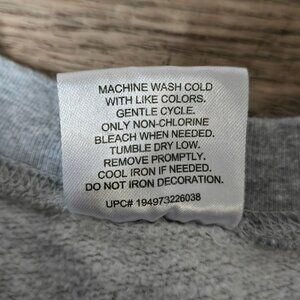 MACHINE WASH COLD
WITH LIKE COLORS.
GENTLE CYCLE.
ONLY NON-CHLORINE
BLEACH WHEN NEEDED.
TUMBLE DRY LOW.
REMOVE PROMPTLY.
COOL IRON IF NEEDED.
DO NOT IRON DECORATION.
UPC# 194973226038